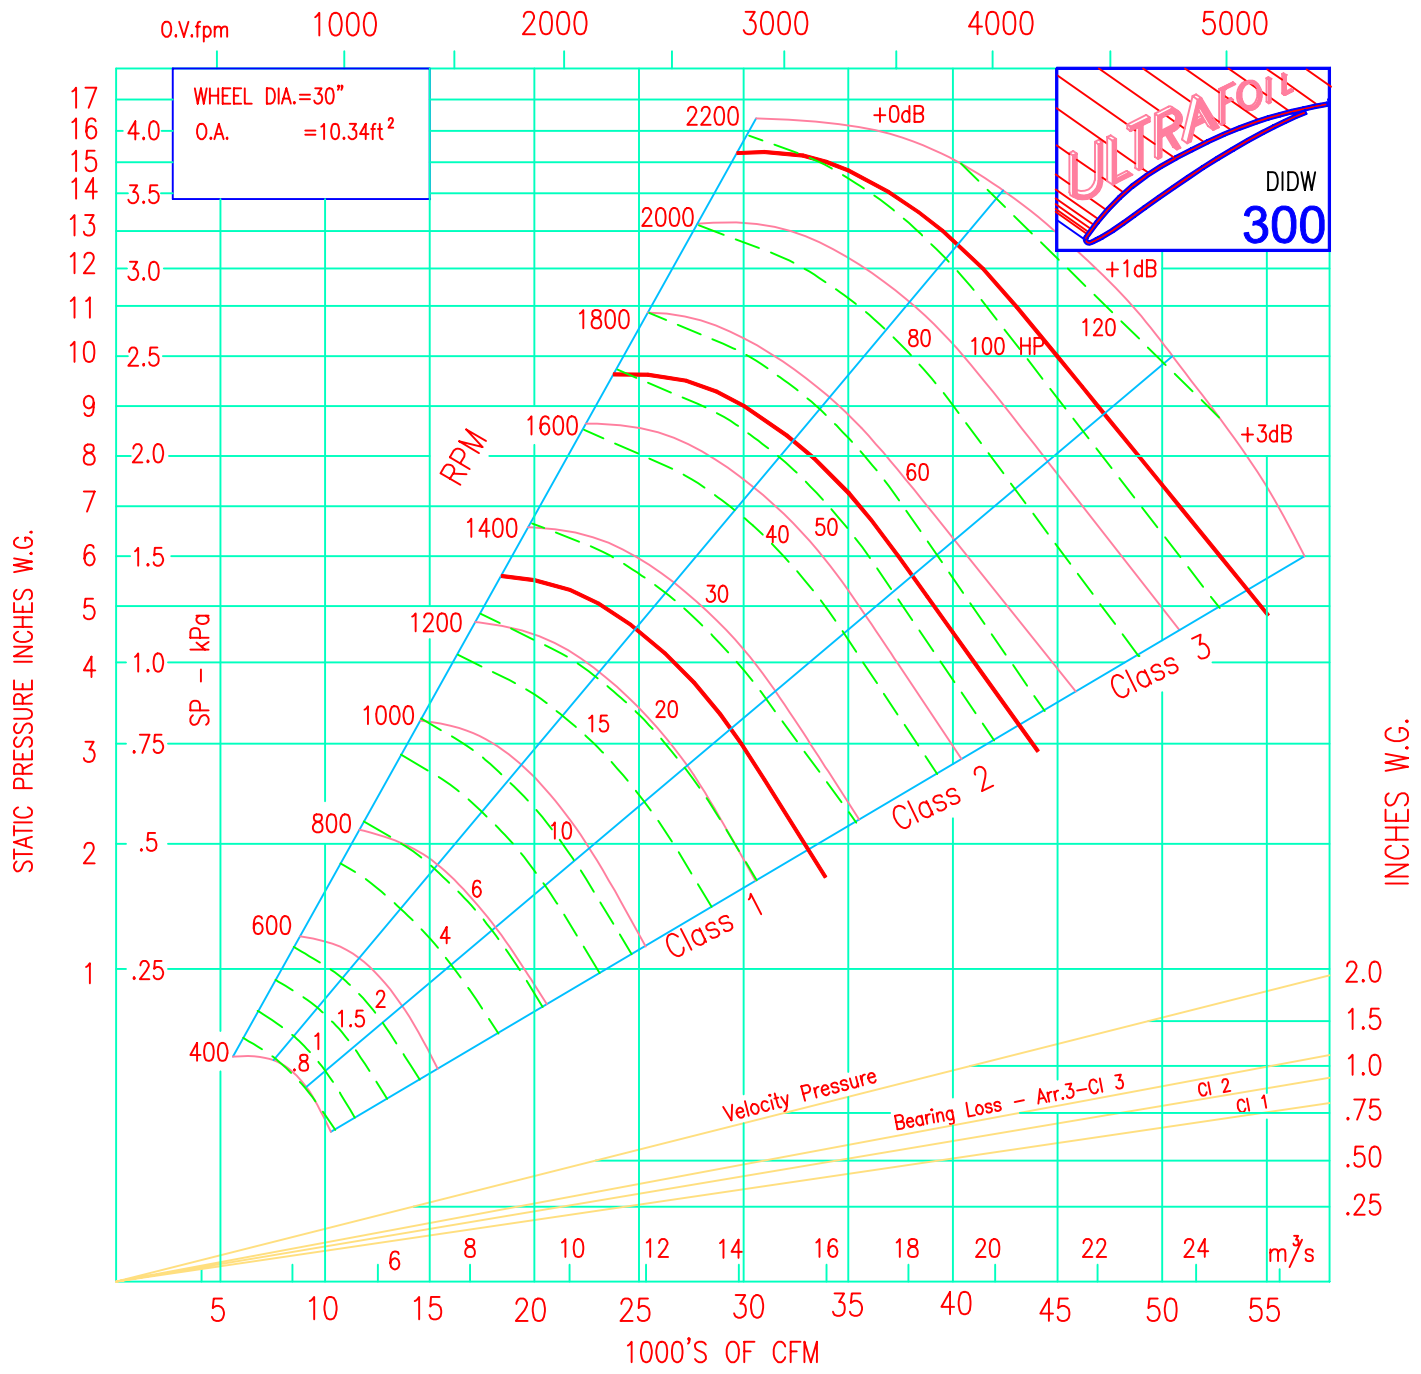 O.V.fpm 1000 2000 3000 4000 5000
WHEEL DIA.=30"
O.A. =10.34ft²
ULTRAFOIL
DIDW
300
17
16
15
14
13
12
11
10
9
8
7
6
5
4
3
2
1
STATIC PRESSURE INCHES W.G.
4.0
3.5
3.0
2.5
2.0
1.5
1.0
.75
.5
.25
SP - kPa
RPM
2200
2000
1800
1600
1400
1200
1000
800
600
400
+0dB
+1dB
+3dB
120
100 HP
80
60
50
40
30
20
15
10
6
4
2
1.5
1
.8
Class 3
Class 2
Class 1
Velocity Pressure
Bearing Loss - Arr.3-Cl 3
Cl 2
Cl 1
INCHES W.G.
2.0
1.5
1.0
.75
.50
.25
6 8 10 12 14 16 18 20 22 24 m³/s
5 10 15 20 25 30 35 40 45 50 55
1000'S OF CFM